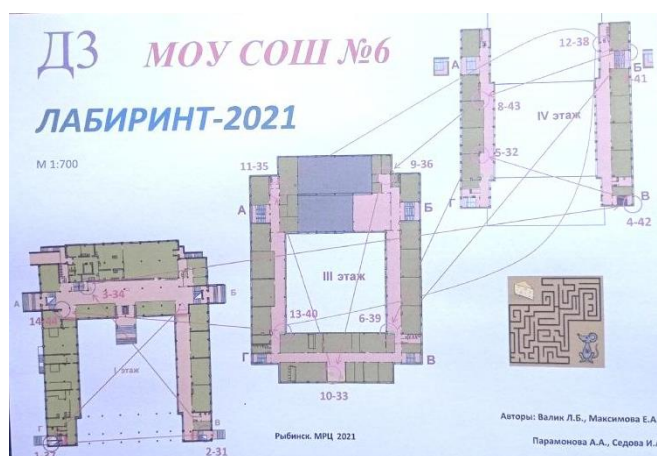 ДЗ МОУ СОШ №6
ЛАБИРИНТ-2021
М 1:700
12-38
А
Б
-41
8-43
IV этаж
5-32
Г
В
4-42
11-35
9-36
А
Б
III этаж
13-40
6-39
Г
В
10-33
3-34
А
Б
I этаж
Г
В
2-31
Рыбинск. МРЦ 2021
Авторы: Валик Л.Б., Максимова Е.А.
Парамонова А.А., Седова И.